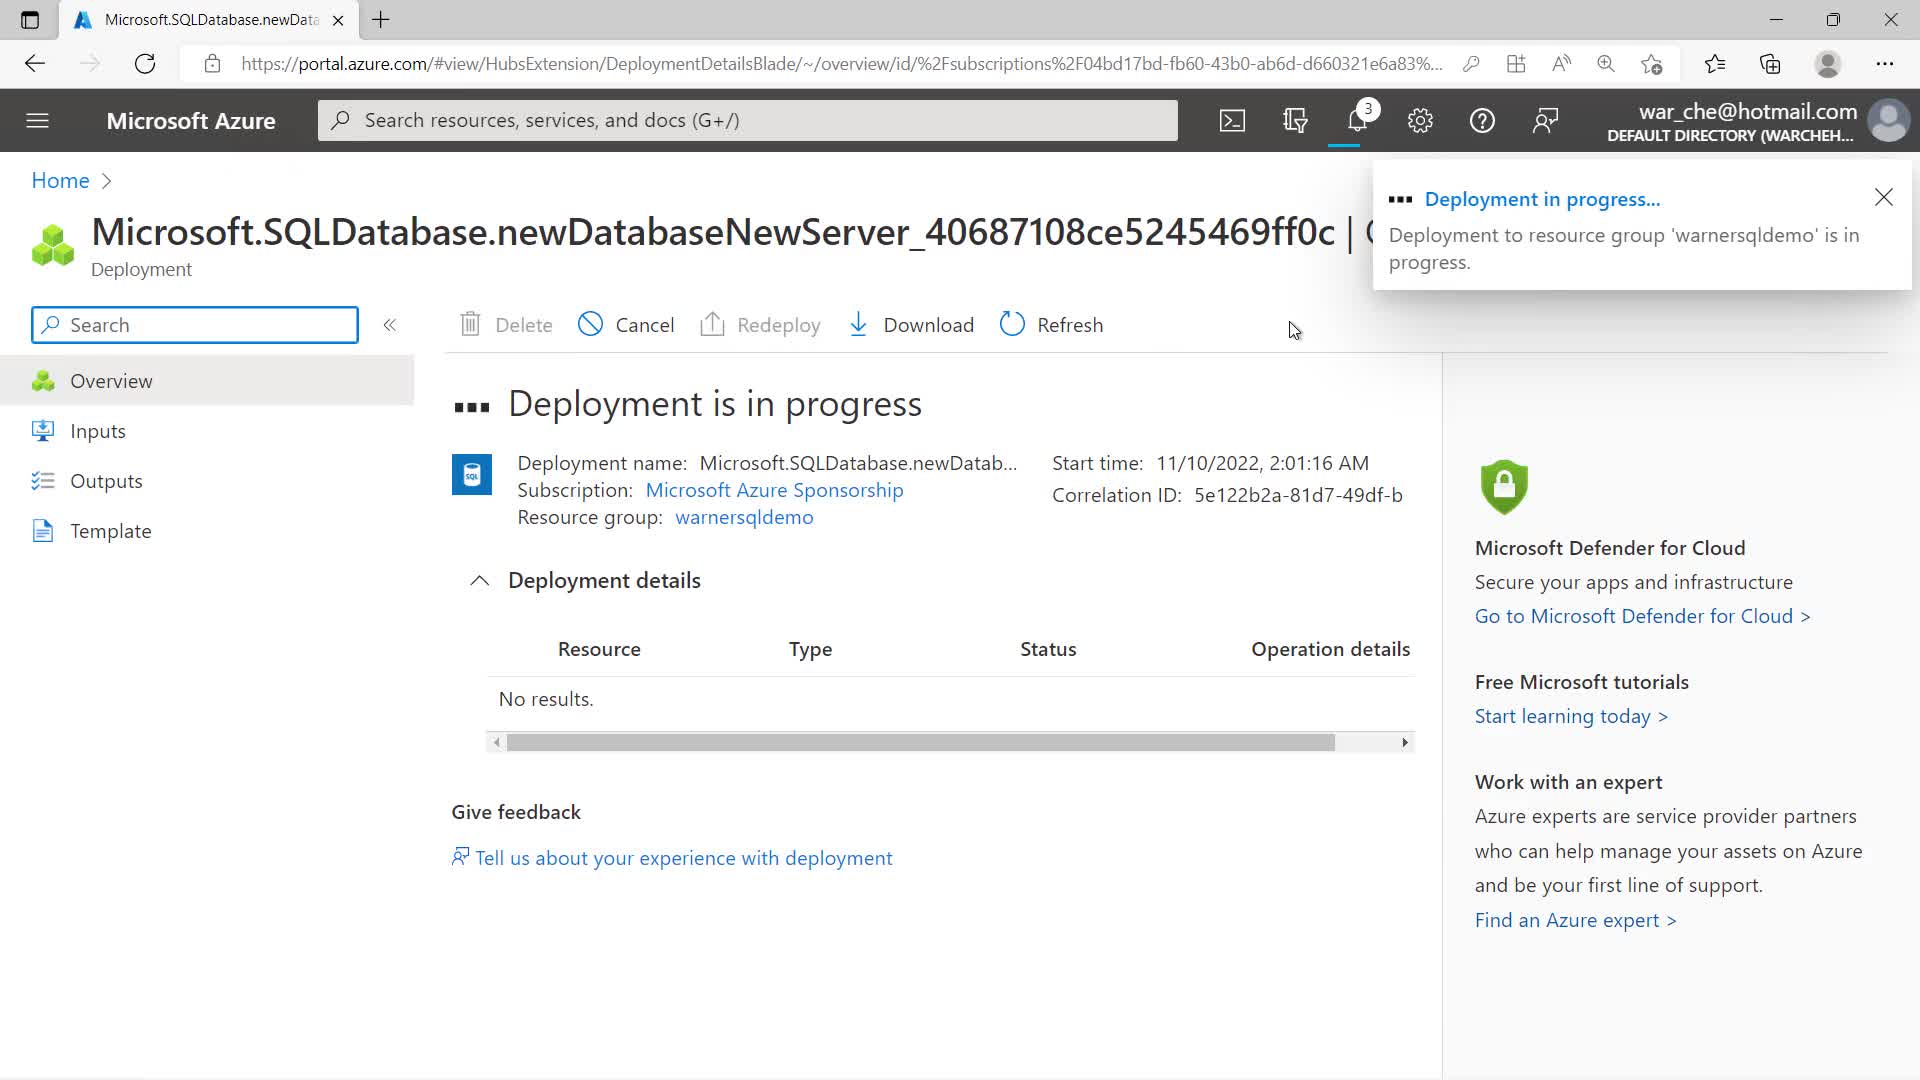 Microsoft.SQLDatabase.newData
https://portal.azure.com/#view/HubsExtension/DeploymentDetailsBlade/~/overview/id/%2Fsubscriptions%2F04bd17bd-fb60-43b0-ab6d-d660321e6a83%...
Microsoft Azure
Search resources, services, and docs (G+/)
3
war_che@hotmail.com
DEFAULT DIRECTORY (WARCHEH...
Home
Microsoft.SQLDatabase.newDatabaseNewServer_40687108ce5245469ff0c |
Deployment
Deployment in progress...
Deployment to resource group 'warnersqldemo' is in
progress.
Search
Delete
Cancel
Redeploy
Download
Refresh
Overview
Inputs
Outputs
Template
Deployment is in progress
SQL
Deployment name: Microsoft.SQLDatabase.newDatab...
Subscription: Microsoft Azure Sponsorship
Resource group: warnersqldemo
Start time: 11/10/2022, 2:01:16 AM
Correlation ID: 5e122b2a-81d7-49df-b
Deployment details
Resource Type Status Operation details
No results.
Give feedback
Tell us about your experience with deployment
Microsoft Defender for Cloud
Secure your apps and infrastructure
Go to Microsoft Defender for Cloud >
Free Microsoft tutorials
Start learning today >
Work with an expert
Azure experts are service provider partners
who can help manage your assets on Azure
and be your first line of support.
Find an Azure expert >